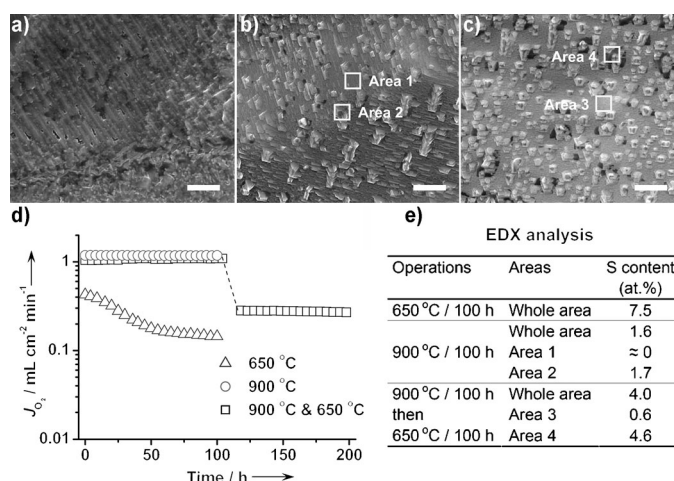 a)
b)
Area 1
Area 2
c)
Area 4
Area 3
d)
J_O₂ / mL cm⁻² min⁻¹
1
0.1
0.01
0 50 100 150 200
Time / h
650 °C
900 °C
900 °C & 650 °C
e)
EDX analysis
Operations Areas S content
(at.%)
650 °C / 100 h Whole area 7.5
Whole area 1.6
900 °C / 100 h Area 1 ≈ 0
Area 2 1.7
900 °C / 100 h Whole area 4.0
then Area 3 0.6
650 °C / 100 h Area 4 4.6